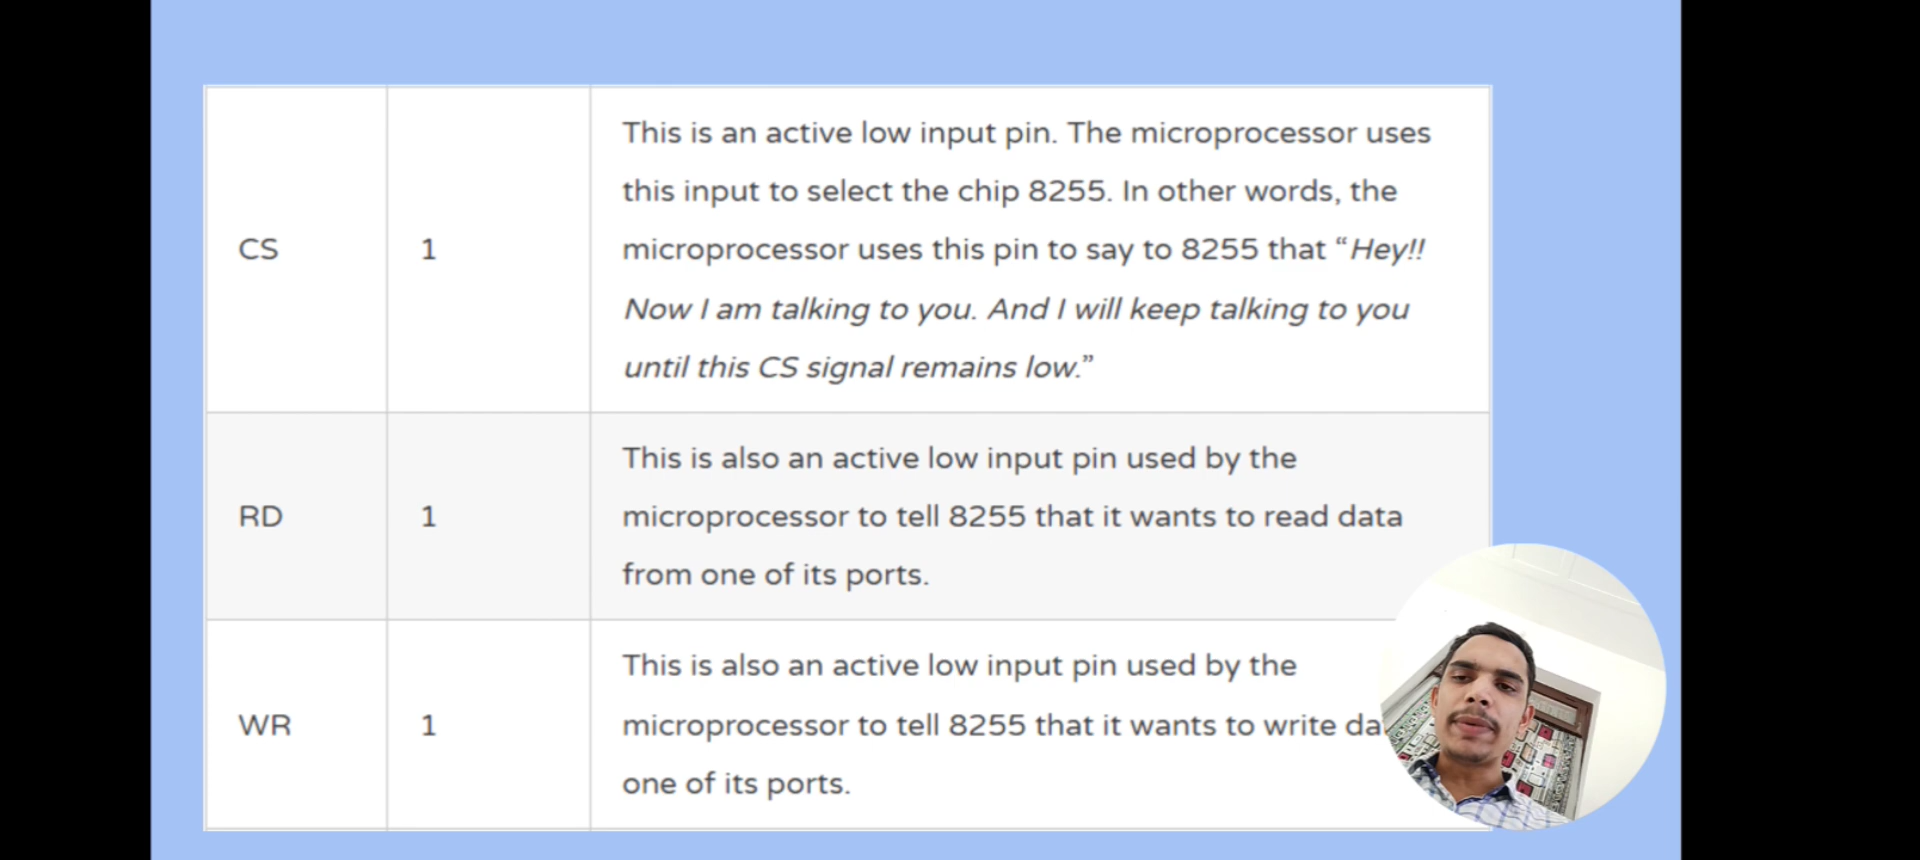 CS
1
This is an active low input pin. The microprocessor uses
this input to select the chip 8255. In other words, the
microprocessor uses this pin to say to 8255 that “Hey!!
Now I am talking to you. And I will keep talking to you
until this CS signal remains low.”
RD
1
This is also an active low input pin used by the
microprocessor to tell 8255 that it wants to read data
from one of its ports.
WR
1
This is also an active low input pin used by the
microprocessor to tell 8255 that it wants to write
one of its ports.